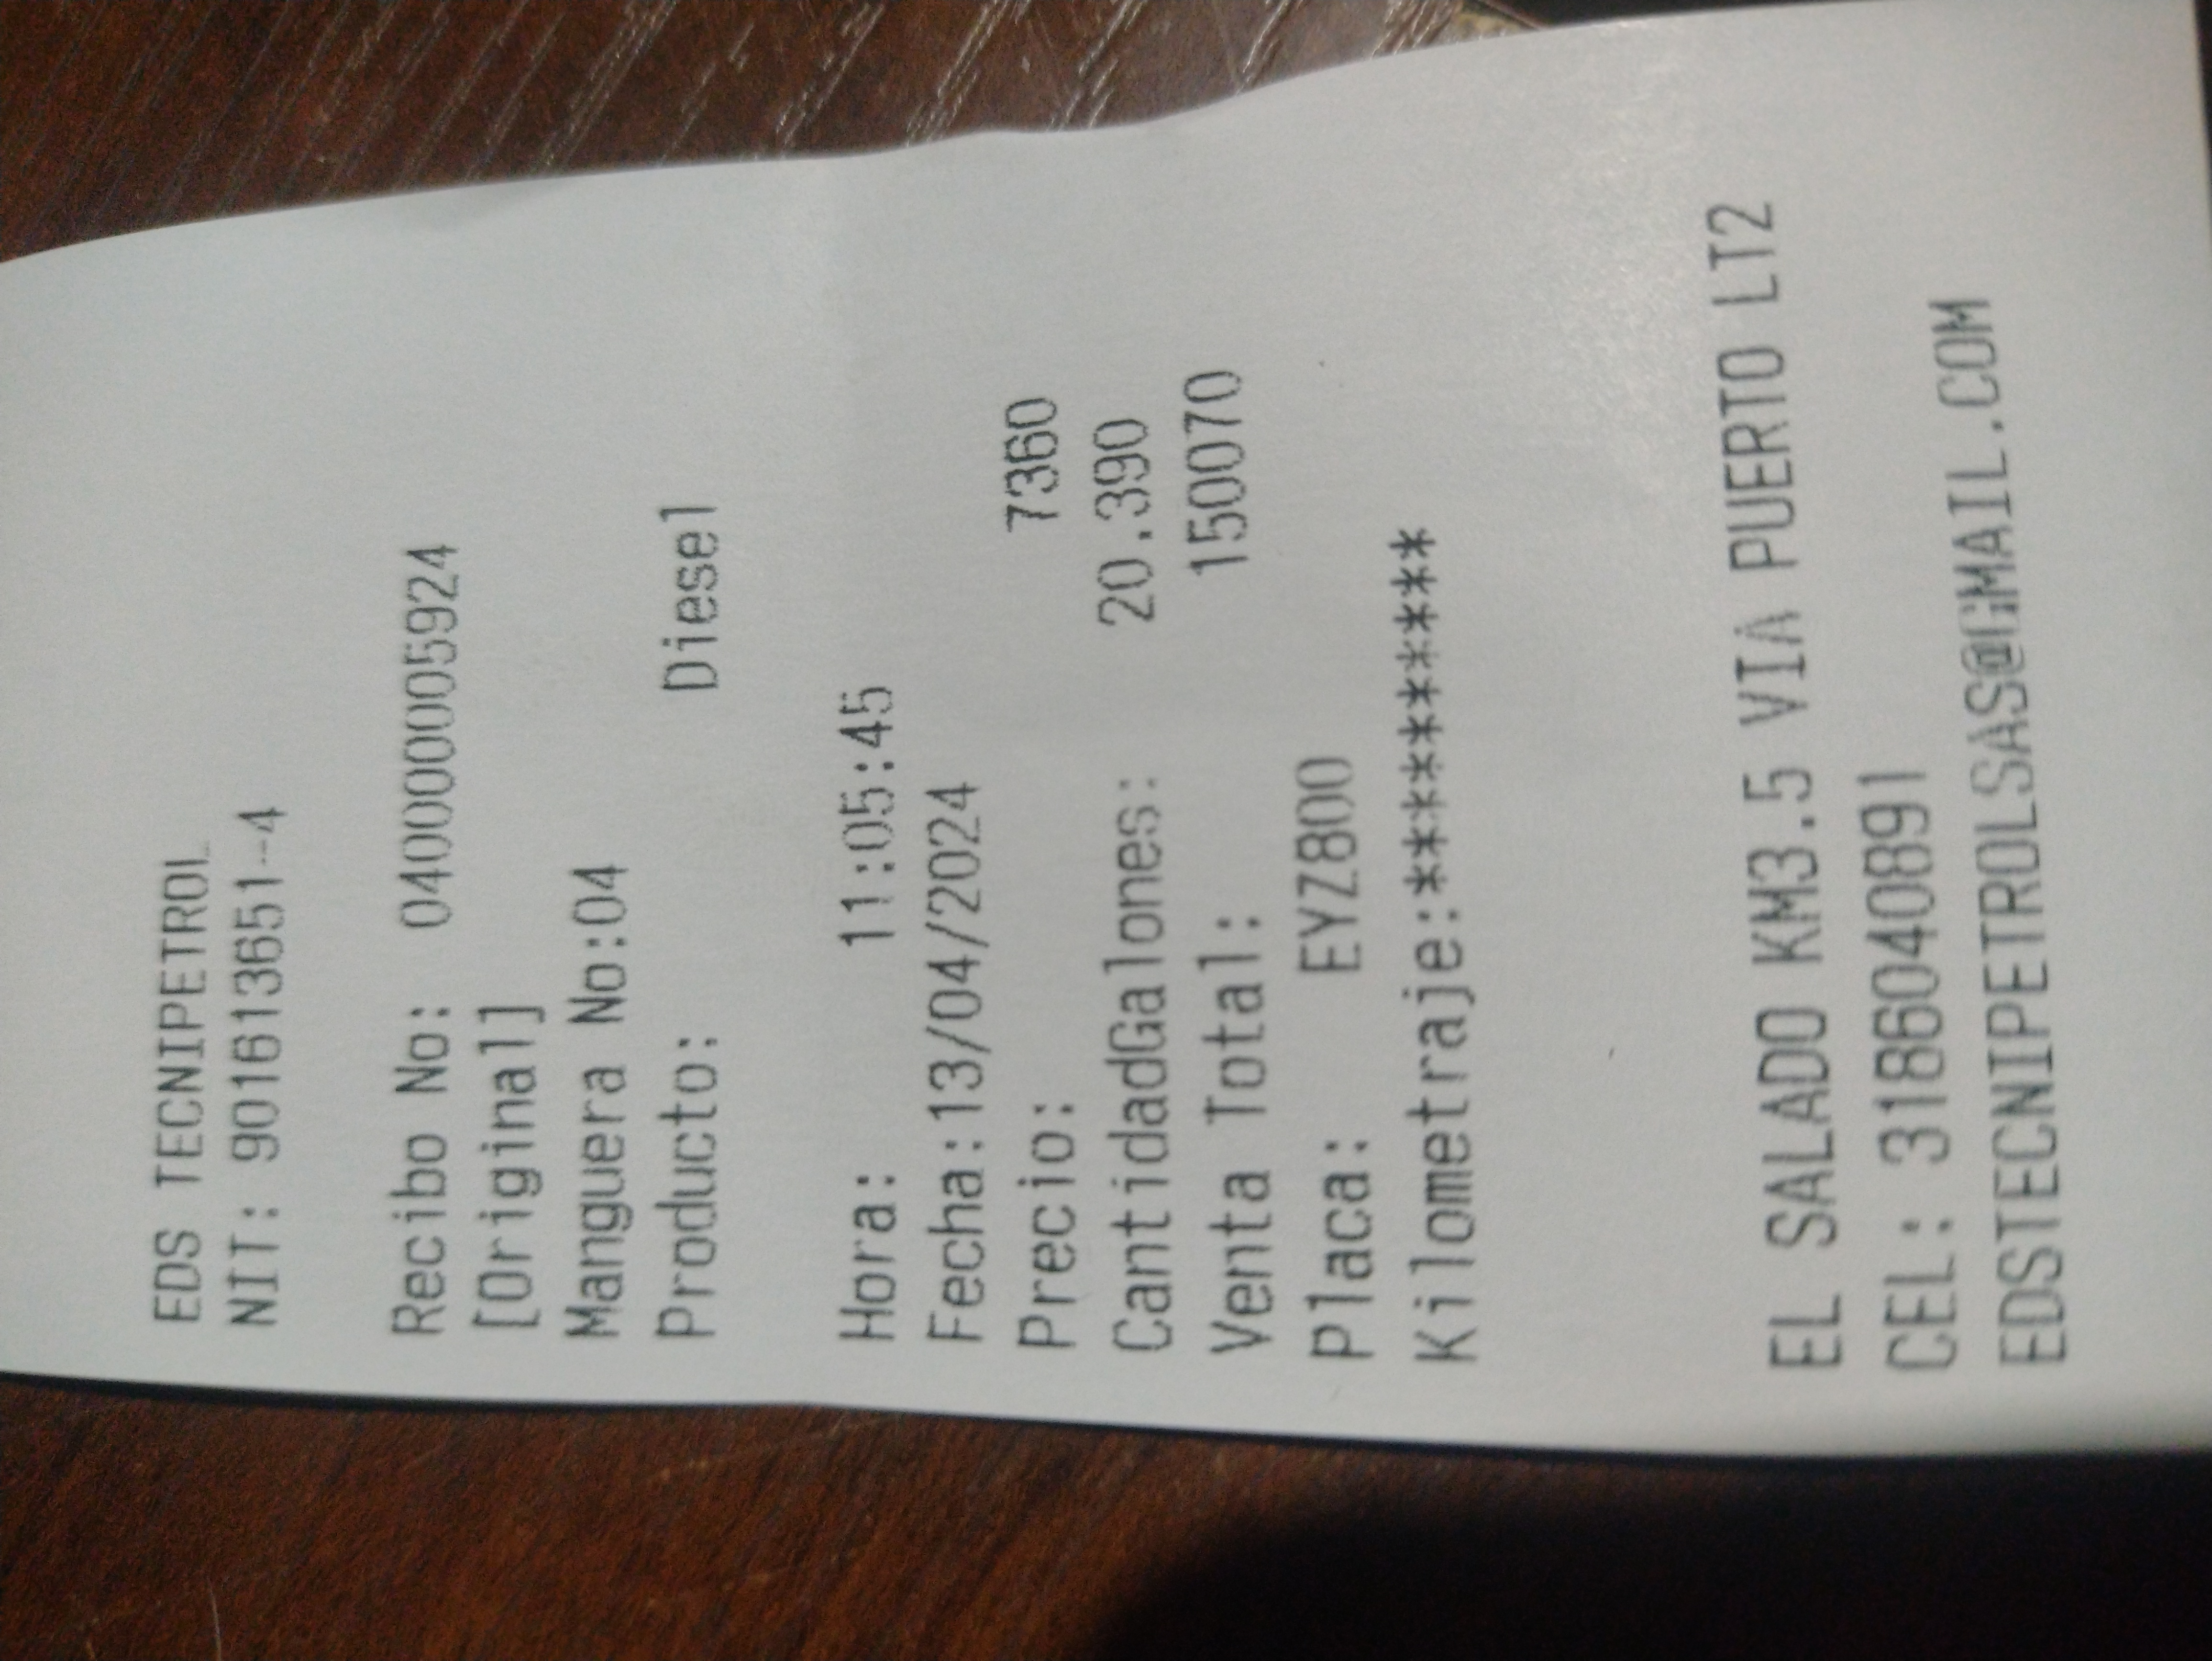 EDS TECNIPETROL
NIT: 901613651-4
Recibo No: 0400000005924
[Original]
Manguera No:04
Producto: Diesel
Hora: 11:05:45
Fecha:13/04/2024
Precio: 7360
CantidadGalones: 20.390
Venta Total: 150070
Placa: EYZ800
Kilometraje:***********
EL SALADO KM3.5 VIA PUERTO LT2
CEL: 3186040891
EDSTECNIPETROLSAS@GMAIL.COM